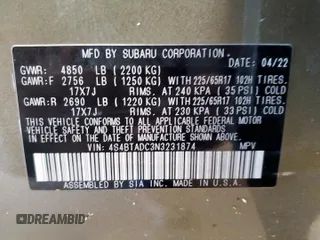 MFD. BY SUBARU CORPORATION. DATE: 04/22
GVWR: 4850 LB (2200 KG)
GAWR:F 2756 LB (1250 KG) WITH 225/65R17 102H TIRES.
17X7J RIMS. AT 240 KPA (35 PSI) COLD
GAWR:R 2690 LB (1220 KG) WITH 225/65R17 102H TIRES.
17X7J RIMS. AT 230 KPA (33 PSI) COLD
THIS VEHICLE CONFORMS TO ALL APPLICABLE
FEDERAL MOTOR VEHICLE SAFETY STANDARDS
IN EFFECT ON THE DATE OF MANUFACTURE
SHOWN ABOVE.
VIN: 4S4BTADC3N3231874 MPV
ASSEMBLED BY SIA INC. MADE IN U.S.A.
© DREAMBID